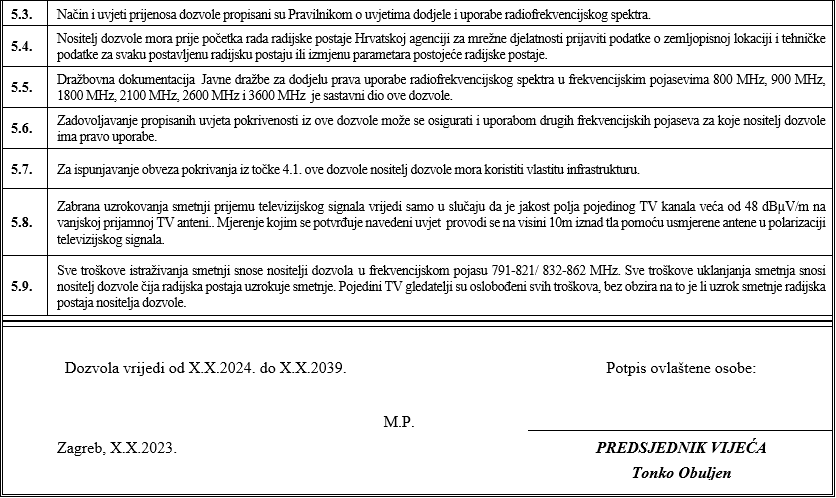 5.3. Način i uvjeti prijenosa dozvole propisani su Pravilnikom o uvjetima dodjele i uporabe radiofrekvencijskog spektra.
5.4. Nositelj dozvole mora prije početka rada radijske postaje Hrvatskoj agenciji za mrežne djelatnosti prijaviti podatke o zemljopisnoj lokaciji i tehničke
podatke za svaku postavljenu radijsku postaju ili izmjenu parametara postojeće radijske postaje.
5.5. Dražbovna dokumentacija Javne dražbe za dodjelu prava uporabe radiofrekvencijskog spektra u frekvencijskim pojasevima 800 MHz, 900 MHz,
1800 MHz, 2100 MHz, 2600 MHz i 3600 MHz je sastavni dio ove dozvole.
5.6. Zadovoljavanje propisanih uvjeta pokrivenosti iz ove dozvole može se osigurati i uporabom drugih frekvencijskih pojaseva za koje nositelj dozvole
ima pravo uporabe.
5.7. Za ispunjavanje obveza pokrivanja iz točke 4.1. ove dozvole nositelj dozvole mora koristiti vlastitu infrastrukturu.
5.8. Zabrana uzrokovanja smetnji prijemu televizijskog signala vrijedi samo u slučaju da je jakost polja pojedinog TV kanala veća od 48 dBµV/m na
vanjskoj prijamnoj TV anteni.. Mjerenje kojim se potvrđuje navedeni uvjet provodi se na visini 10m iznad tla pomoću usmjerene antene u polarizaciji
televizijskog signala.
5.9. Sve troškove istraživanja smetnji snose nositelji dozvola u frekvencijskom pojasu 791-821/ 832-862 MHz. Sve troškove uklanjanja smetnja snosi
nositelj dozvole čija radijska postaja uzrokuje smetnje. Pojedini TV gledatelji su oslobođeni svih troškova, bez obzira na to je li uzrok smetnje radijska
postaja nositelja dozvole.
Dozvola vrijedi od X.X.2024. do X.X.2039. Potpis ovlaštene osobe:
M.P.
Zagreb, X.X.2023. PREDSJEDNIK VIJEĆA
Tonko Obuljen